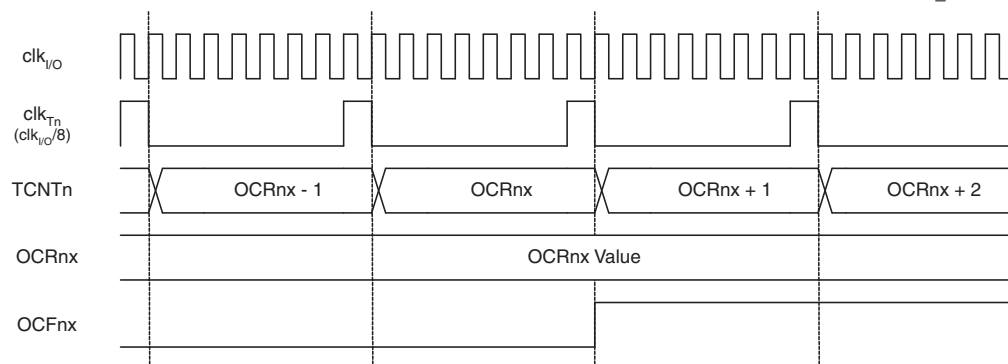 clkI/O
clkTn
(clkI/O/8)
TCNTn OCRnx - 1 OCRnx OCRnx + 1 OCRnx + 2
OCRnx OCRnx Value
OCFnx